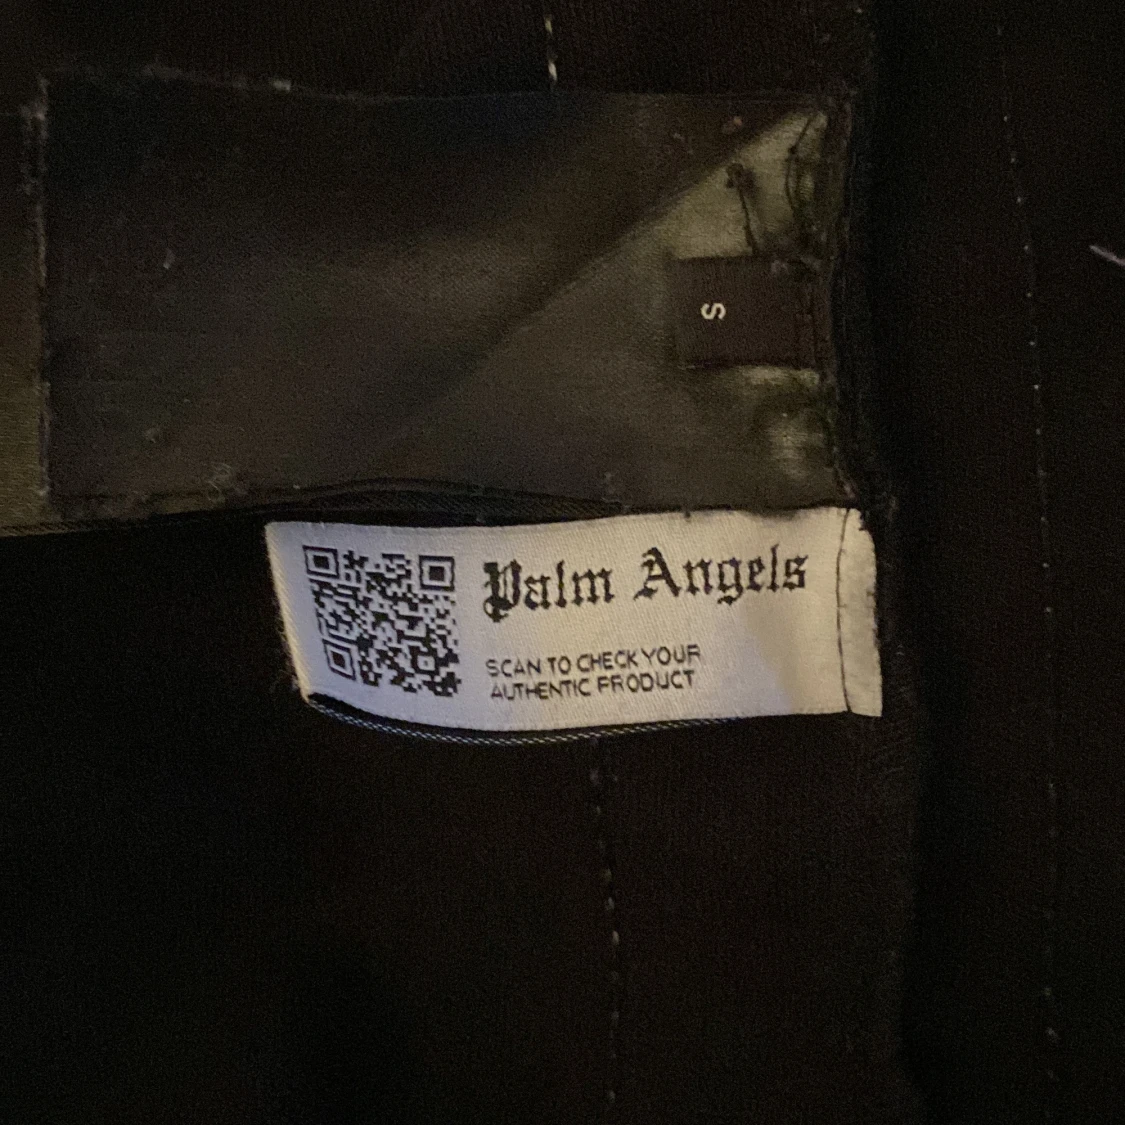 S
Palm Angels
SCAN TO CHECK YOUR
AUTHENTIC PRODUCT